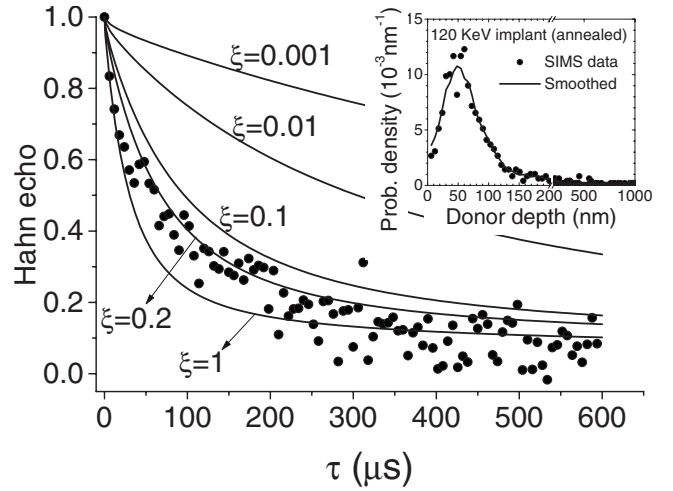 120 KeV implant (annealed)
SIMS data
Smoothed
Prob. density (10⁻³nm⁻¹)
15
10
5
0
0 50 100 150 200 500 1000
Donor depth (nm)
Hahn echo
1.0
0.8
0.6
0.4
0.2
0.0
ξ=0.001
ξ=0.01
ξ=0.1
ξ=0.2
ξ=1
0 100 200 300 400 500 600
τ (μs)